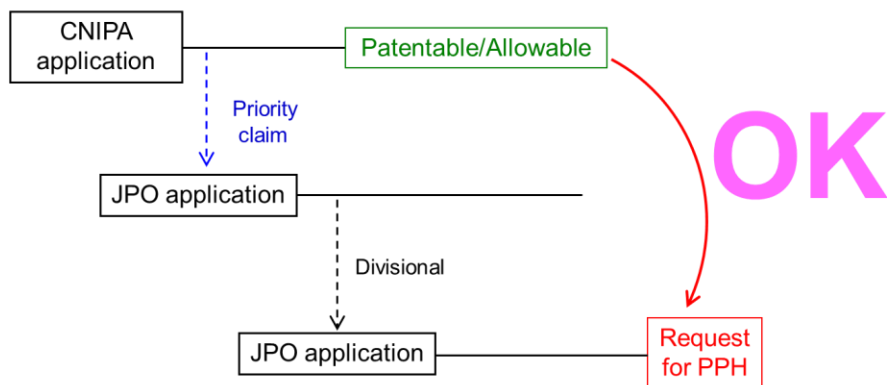 CNIPA
application
Patentable/Allowable
Priority
claim
OK
JPO application
Divisional
JPO application
Request
for PPH